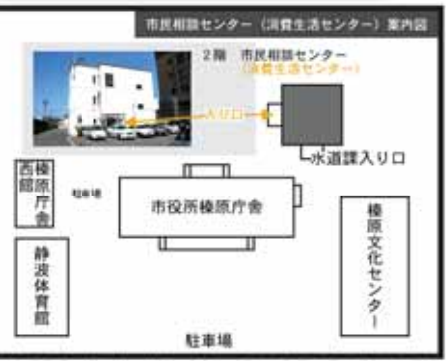 市民相談センター（消費生活センター）案内図
2階　市民相談センター
（消費生活センター）
入り口
水道課入り口
榛原庁舎
西館
駐車場
市役所榛原庁舎
静波体育館
榛原文化センター
駐車場